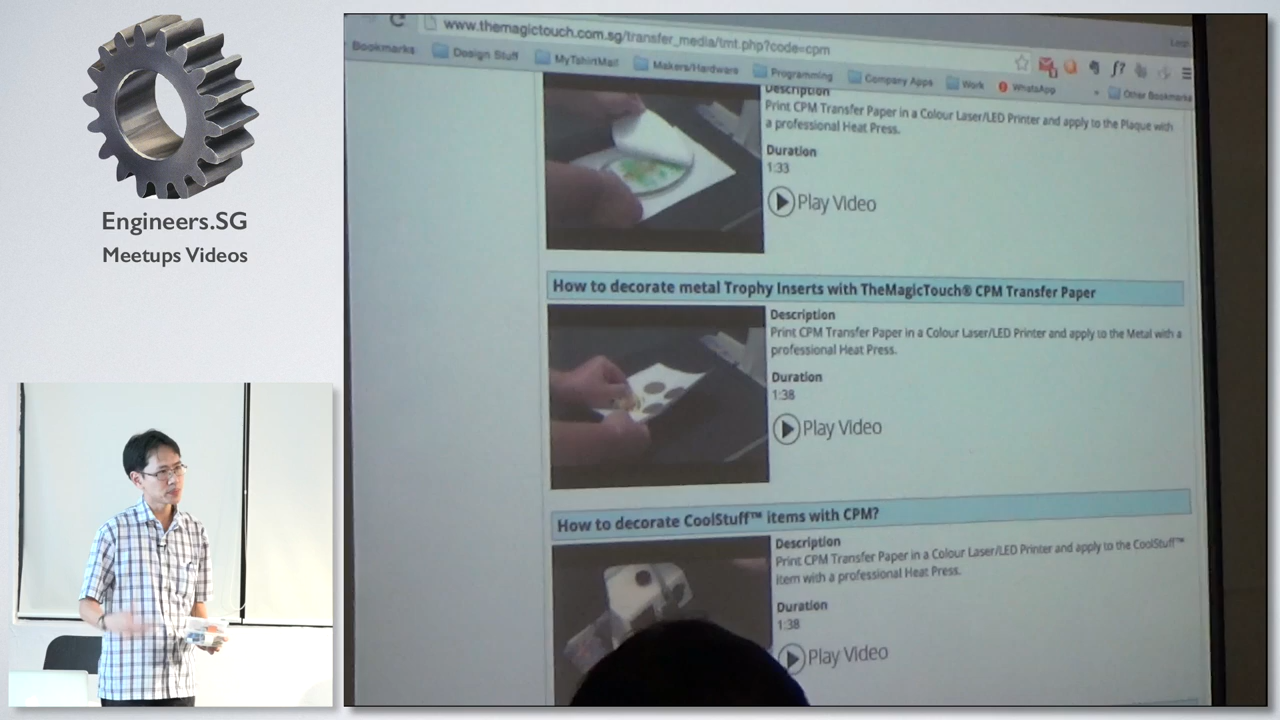 Engineers.SG
Meetups Videos
www.themagictouch.com.sg/transfer_media/tmt.php?code=cpm
Bookmarks
Design Stuff
MyTshirtMail
Makers/Hardware
Programming
Company Apps
Work
WhatsApp
»
Other Bookmarks
f?
Description
Print CPM Transfer Paper in a Colour Laser/LED Printer and apply to the Plaque with
a professional Heat Press.
Duration
1:33
Play Video
How to decorate metal Trophy Inserts with TheMagicTouch® CPM Transfer Paper
Description
Print CPM Transfer Paper in a Colour Laser/LED Printer and apply to the Metal with a
professional Heat Press.
Duration
1:38
Play Video
How to decorate CoolStuff™ items with CPM?
Description
Print CPM Transfer Paper in a Colour Laser/LED Printer and apply to the CoolStuff™
item with a professional Heat Press.
Duration
1:38
Play Video